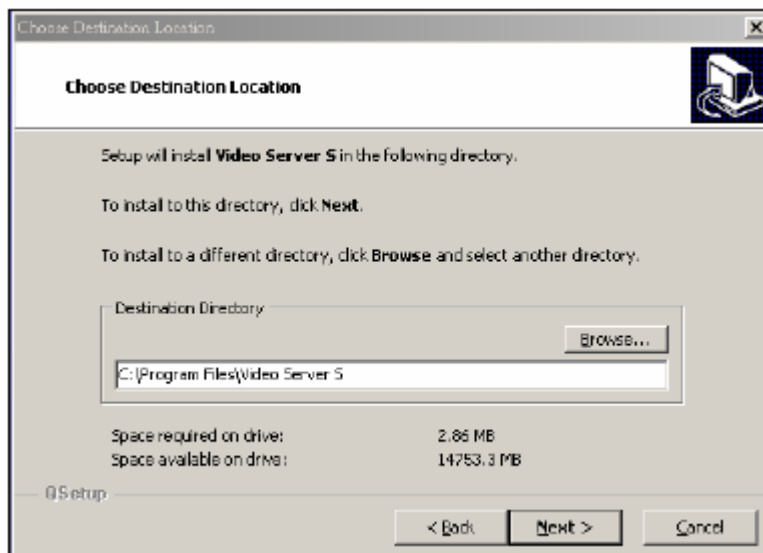 Choose Destination Location
Choose Destination Location
Setup will install Video Server S in the following directory.
To install to this directory, click Next.
To install to a different directory, click Browse and select another directory.
Destination Directory
Browse...
C:\Program Files\Video Server S
Space required on drive: 2.86 MB
Space available on drive: 14753.3 MB
QSetup
< Back Next > Cancel